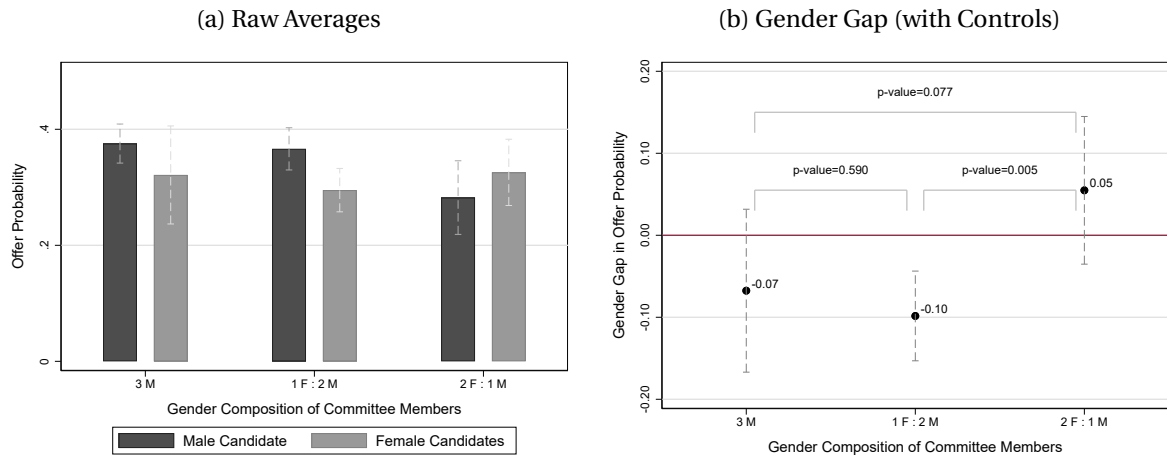 (a) Raw Averages
Offer Probability
.4
.2
0
3 M
1 F : 2 M
2 F : 1 M
Gender Composition of Committee Members
Male Candidate
Female Candidates
(b) Gender Gap (with Controls)
Gender Gap in Offer Probability
0.20
0.10
0.00
-0.10
-0.20
p-value=0.077
p-value=0.590
p-value=0.005
0.05
-0.07
-0.10
3 M
1 F : 2 M
2 F : 1 M
Gender Composition of Committee Members